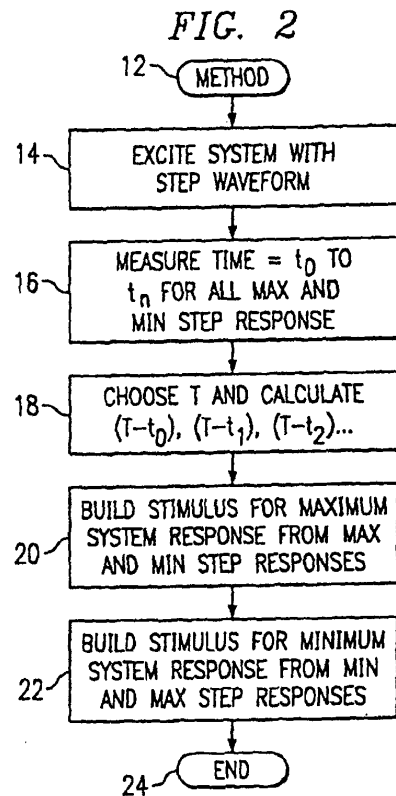 FIG. 2
12
METHOD
14
EXCITE SYSTEM WITH
STEP WAVEFORM
16
MEASURE TIME = t0 TO
tn FOR ALL MAX AND
MIN STEP RESPONSE
18
CHOOSE T AND CALCULATE
(T-t0), (T-t1), (T-t2)...
20
BUILD STIMULUS FOR MAXIMUM
SYSTEM RESPONSE FROM MAX
AND MIN STEP RESPONSES
22
BUILD STIMULUS FOR MINIMUM
SYSTEM RESPONSE FROM MIN
AND MAX STEP RESPONSES
24
END